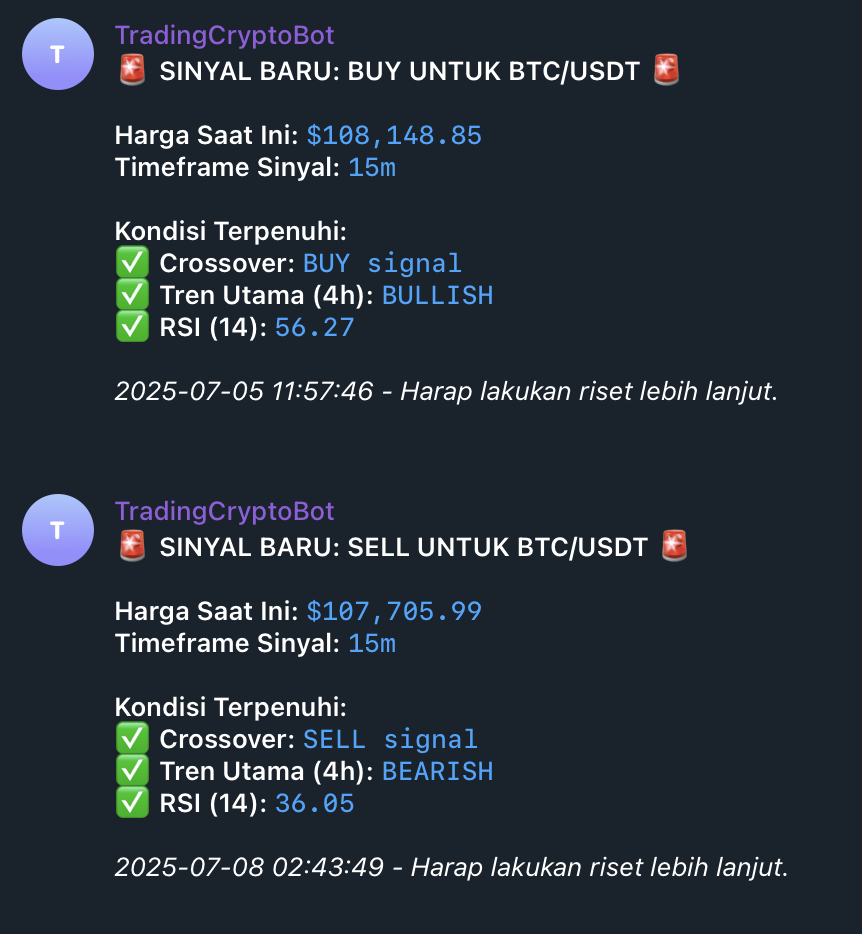 T
TradingCryptoBot
🚨 SINYAL BARU: BUY UNTUK BTC/USDT 🚨
Harga Saat Ini: $108,148.85
Timeframe Sinyal: 15m
Kondisi Terpenuhi:
✅ Crossover: BUY signal
✅ Tren Utama (4h): BULLISH
✅ RSI (14): 56.27
2025-07-05 11:57:46 - Harap lakukan riset lebih lanjut.
T
TradingCryptoBot
🚨 SINYAL BARU: SELL UNTUK BTC/USDT 🚨
Harga Saat Ini: $107,705.99
Timeframe Sinyal: 15m
Kondisi Terpenuhi:
✅ Crossover: SELL signal
✅ Tren Utama (4h): BEARISH
✅ RSI (14): 36.05
2025-07-08 02:43:49 - Harap lakukan riset lebih lanjut.